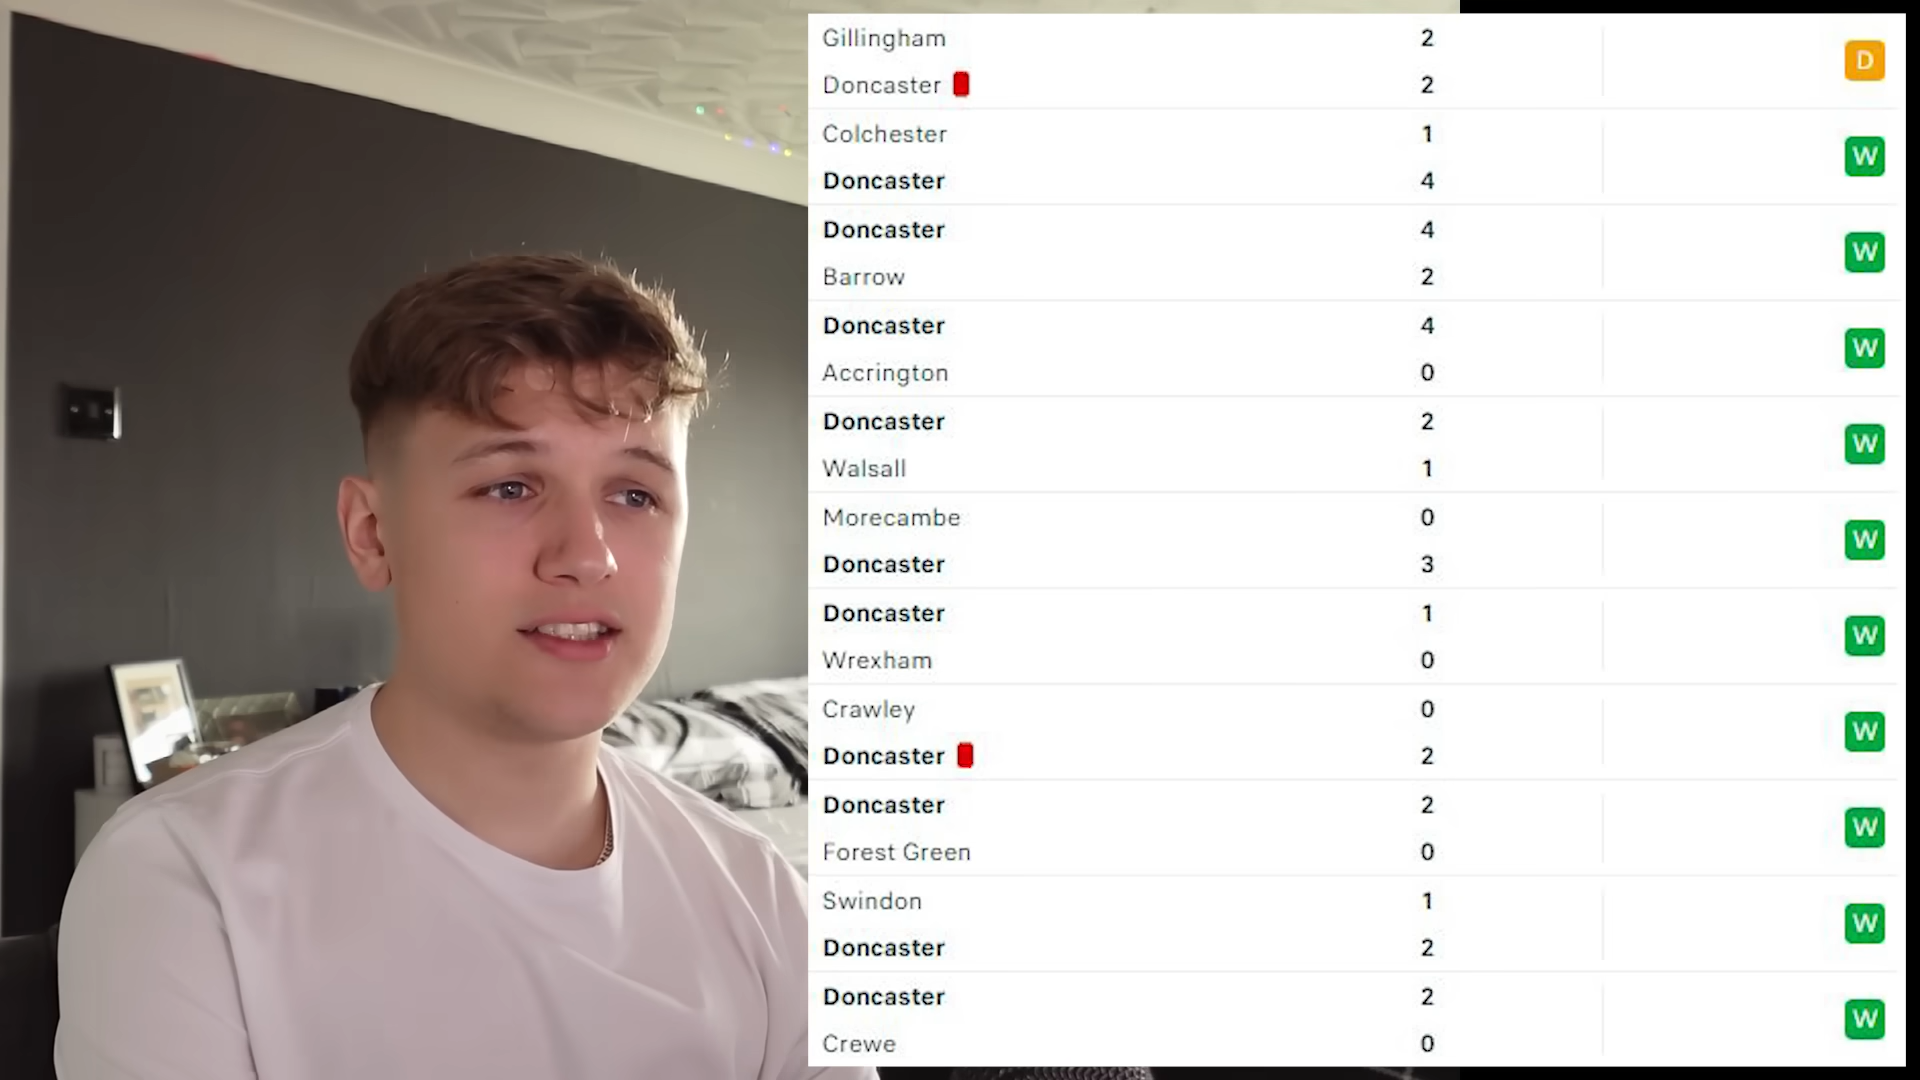 Gillingham 2
Doncaster 2 D
Colchester 1
Doncaster 4 W
Doncaster 4
Barrow 2 W
Doncaster 4
Accrington 0 W
Doncaster 2
Walsall 1 W
Morecambe 0
Doncaster 3 W
Doncaster 1
Wrexham 0 W
Crawley 0
Doncaster 2 W
Doncaster 2
Forest Green 0 W
Swindon 1
Doncaster 2 W
Doncaster 2
Crewe 0 W